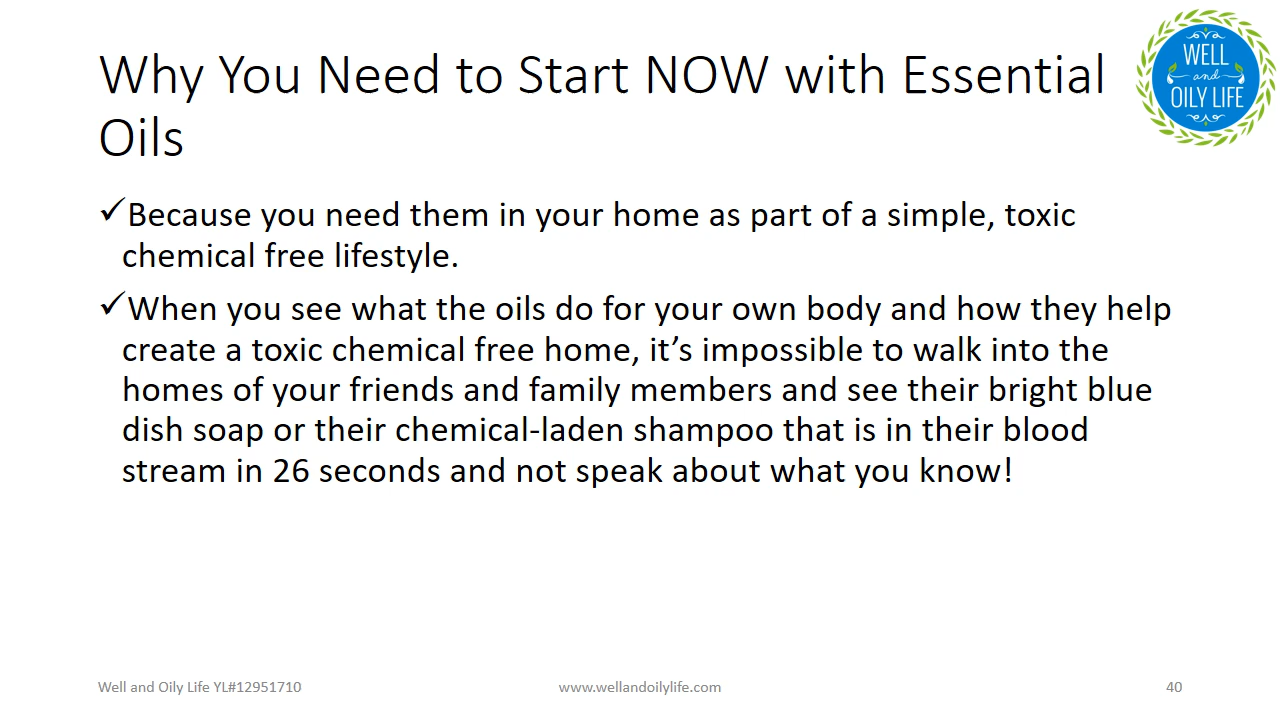 Why You Need to Start NOW with Essential
Oils
WELL
and
OILY LIFE
✓Because you need them in your home as part of a simple, toxic
chemical free lifestyle.
✓When you see what the oils do for your own body and how they help
create a toxic chemical free home, it’s impossible to walk into the
homes of your friends and family members and see their bright blue
dish soap or their chemical-laden shampoo that is in their blood
stream in 26 seconds and not speak about what you know!
Well and Oily Life YL#12951710
www.wellandoilylife.com
40